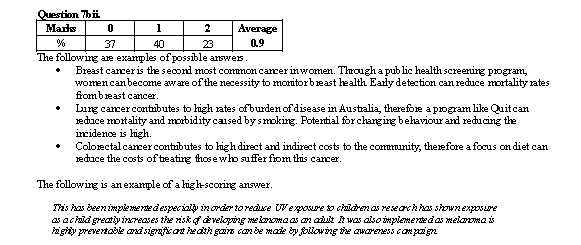 Question 7bii.
Marks 0 1 2 Average
% 37 40 23 0.9
The following are examples of possible answers.
• Breast cancer is the second most common cancer in women. Through a public health screening program,
women can become aware of the necessity to monitor breast health. Early detection can reduce mortality rates
from breast cancer.
• Lung cancer contributes to high rates of burden of disease in Australia, therefore a program like Quit can
reduce mortality and morbidity caused by smoking. Potential for changing behaviour and reducing the
incidence is high.
• Colorectal cancer contributes to high direct and indirect costs to the community, therefore a focus on diet can
reduce the costs of treating those who suffer from this cancer.
The following is an example of a high-scoring answer.
This has been implemented especially in order to reduce UV exposure to children as research has shown exposure
as a child greatly increases the risk of developing melanoma as an adult. It was also implemented as melanoma is
highly preventable and significant health gains can be made by following the awareness campaign.